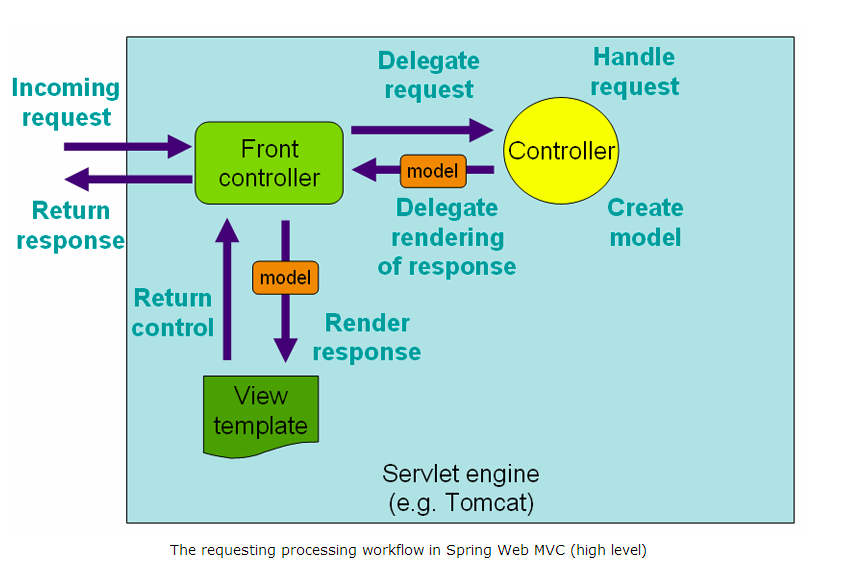 Incoming
request
Return
response
Front
controller
Delegate
request
Handle
request
Controller
model
Delegate
rendering
of response
Create
model
Return
control
model
Render
response
View
template
Servlet engine
(e.g. Tomcat)
The requesting processing workflow in Spring Web MVC (high level)